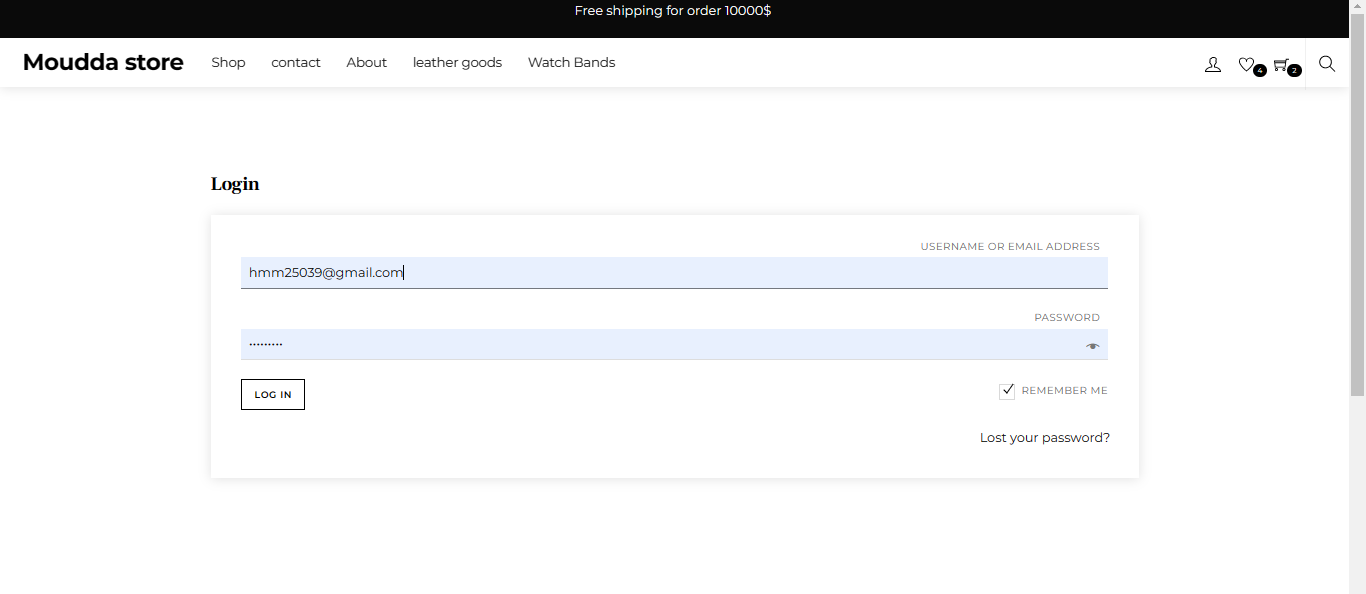 Free shipping for order 10000$
Moudda store Shop contact About leather goods Watch Bands 4 2
Login
USERNAME OR EMAIL ADDRESS
hmm25039@gmail.com
PASSWORD
•••••••••
LOG IN REMEMBER ME
Lost your password?